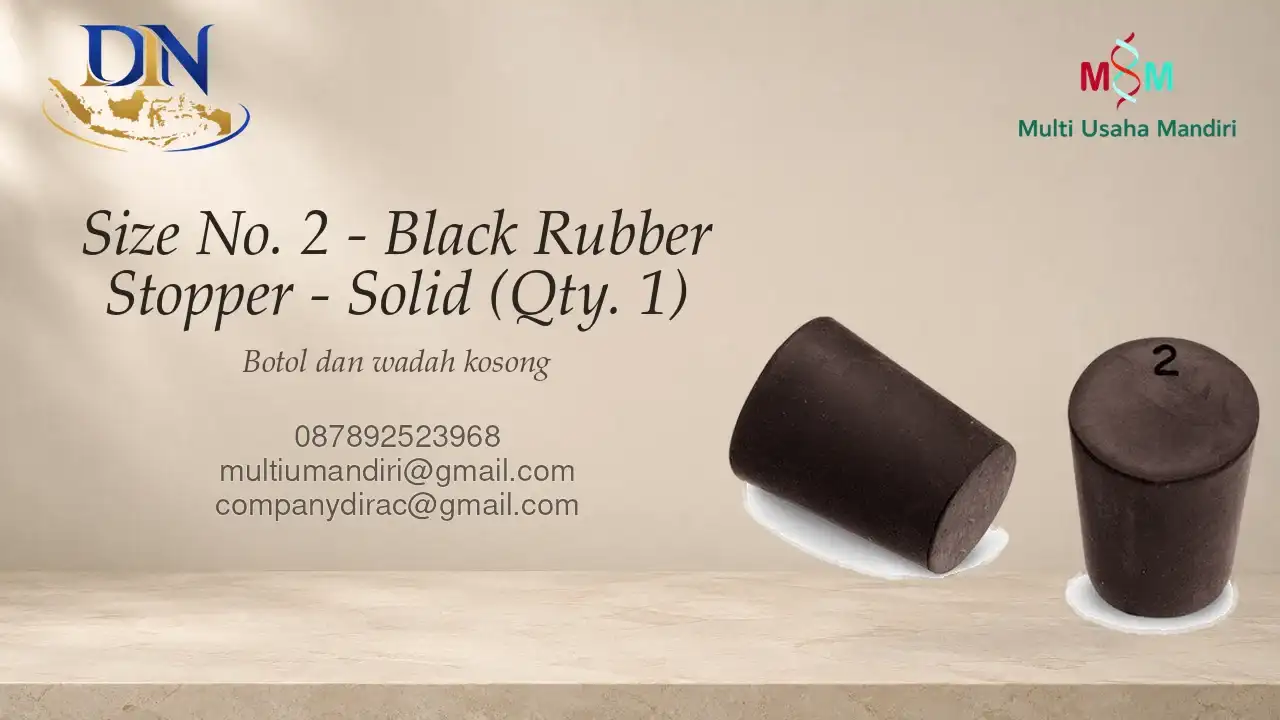 DIN
MSM
Multi Usaha Mandiri
Size No. 2 - Black Rubber
Stopper - Solid (Qty. 1)
Botol dan wadah kosong
087892523968
multiumandiri@gmail.com
companydirac@gmail.com
2